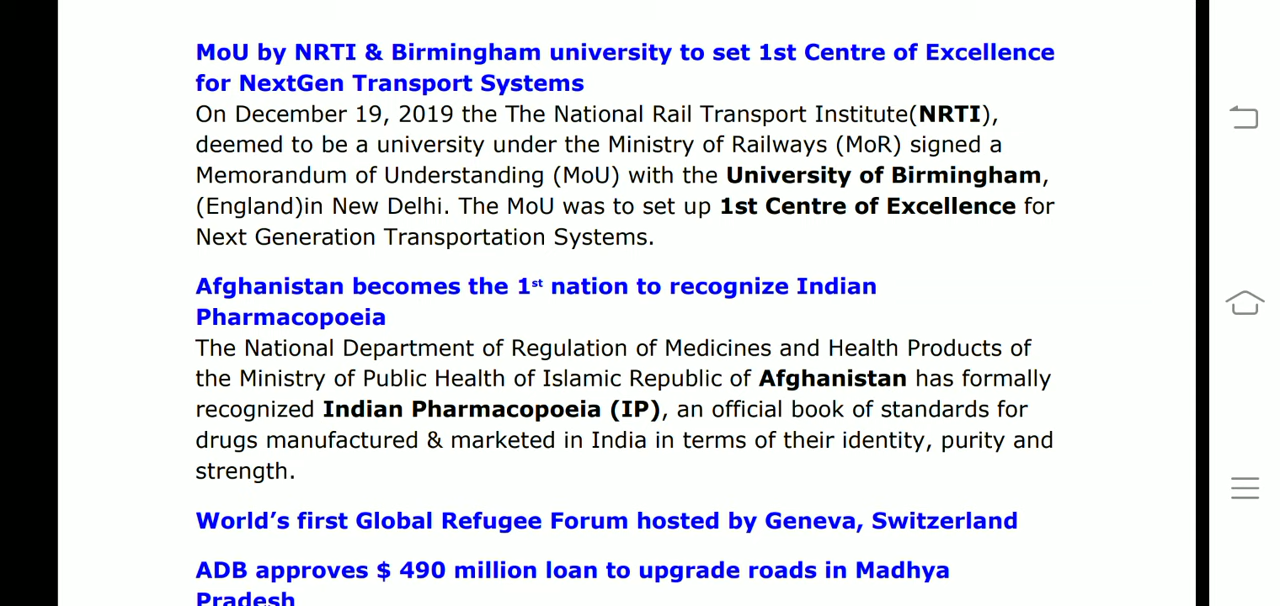 MoU by NRTI & Birmingham university to set 1st Centre of Excellence
for NextGen Transport Systems
On December 19, 2019 the The National Rail Transport Institute(NRTI),
deemed to be a university under the Ministry of Railways (MoR) signed a
Memorandum of Understanding (MoU) with the University of Birmingham,
(England)in New Delhi. The MoU was to set up 1st Centre of Excellence for
Next Generation Transportation Systems.
Afghanistan becomes the 1st nation to recognize Indian
Pharmacopoeia
The National Department of Regulation of Medicines and Health Products of
the Ministry of Public Health of Islamic Republic of Afghanistan has formally
recognized Indian Pharmacopoeia (IP), an official book of standards for
drugs manufactured & marketed in India in terms of their identity, purity and
strength.
World’s first Global Refugee Forum hosted by Geneva, Switzerland
ADB approves $ 490 million loan to upgrade roads in Madhya
Pradesh